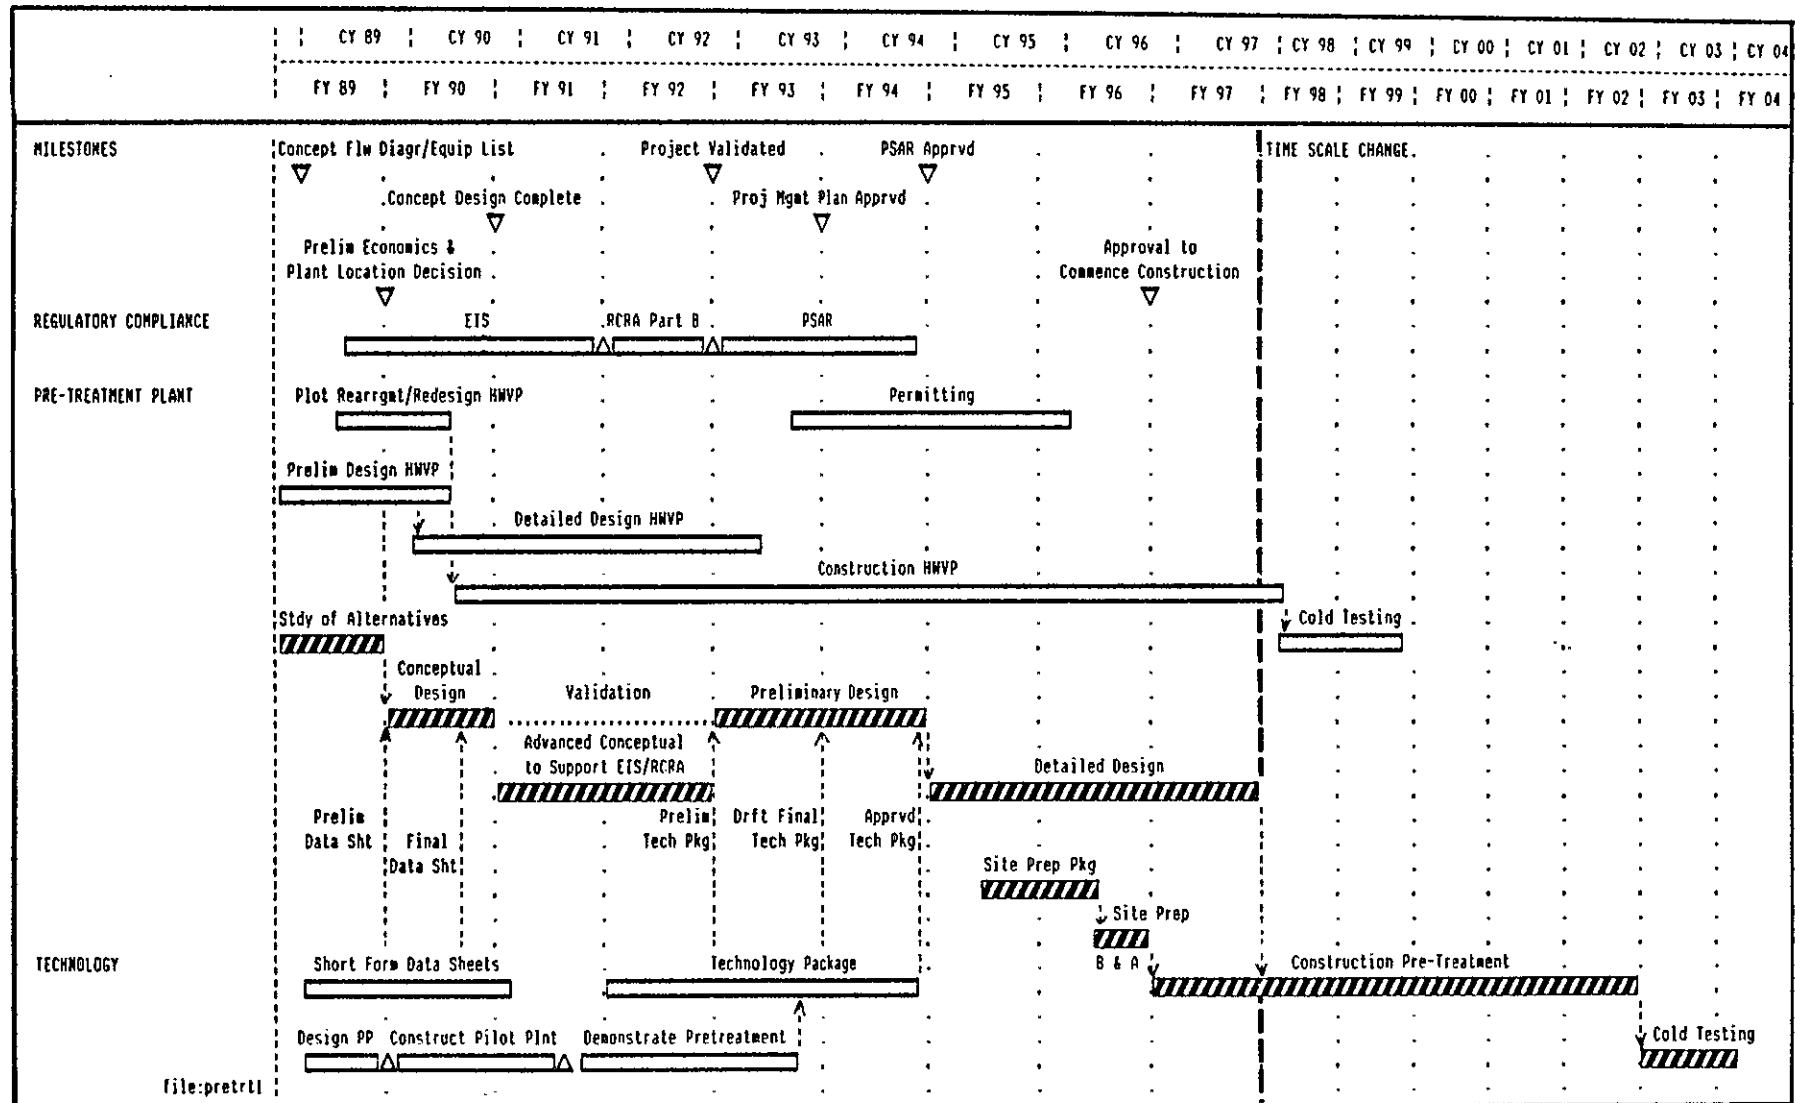 CY 89 CY 90 CY 91 CY 92 CY 93 CY 94 CY 95 CY 96 CY 97 CY 98 CY 99 CY 00 CY 01 CY 02 CY 03 CY 04
FY 89 FY 90 FY 91 FY 92 FY 93 FY 94 FY 95 FY 96 FY 97 FY 98 FY 99 FY 00 FY 01 FY 02 FY 03 FY 04
MILESTONES
Concept Flw Diagr/Equip List
Project Validated
PSAR Apprvd
TIME SCALE CHANGE
Concept Design Complete
Proj Mgmt Plan Apprvd
Prelim Economics &
Plant Location Decision
Approval to
Commence Construction
REGULATORY COMPLIANCE
EIS
RCRA Part B
PSAR
PRE-TREATMENT PLANT
Plot Rearrgmt/Redesign HWVP
Permitting
Prelim Design HWVP
Detailed Design HWVP
Construction HWVP
Stdy of Alternatives
Cold Testing
Conceptual
Design
Validation
Preliminary Design
Advanced Conceptual
to Support EIS/RCRA
Detailed Design
Prelim
Data Sht
Final
Data Sht
Prelim
Tech Pkg
Drft Final
Tech Pkg
Apprvd
Tech Pkg
Site Prep Pkg
Site Prep
B & A
TECHNOLOGY
Short Form Data Sheets
Technology Package
Construction Pre-Treatment
Design PP
Construct Pilot Plnt
Demonstrate Pretreatment
Cold Testing
file:pretrtl